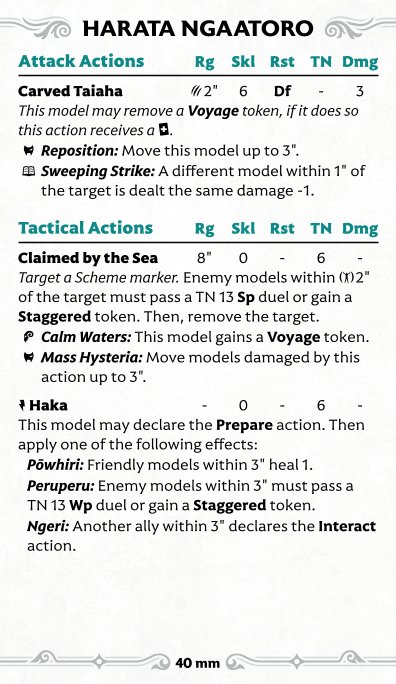 HARATA NGAATORO
Attack Actions Rg Skl Rst TN Dmg
Carved Taiaha 2" 6 Df - 3
This model may remove a Voyage token, if it does so
this action receives a .
Reposition: Move this model up to 3".
Sweeping Strike: A different model within 1" of
the target is dealt the same damage -1.
Tactical Actions Rg Skl Rst TN Dmg
Claimed by the Sea 8" 0 - 6 -
Target a Scheme marker. Enemy models within 2"
of the target must pass a TN 13 Sp duel or gain a
Staggered token. Then, remove the target.
Calm Waters: This model gains a Voyage token.
Mass Hysteria: Move models damaged by this
action up to 3".
Haka - 0 - 6 -
This model may declare the Prepare action. Then
apply one of the following effects:
Pōwhiri: Friendly models within 3" heal 1.
Peruperu: Enemy models within 3" must pass a
TN 13 Wp duel or gain a Staggered token.
Ngeri: Another ally within 3" declares the Interact
action.
40 mm